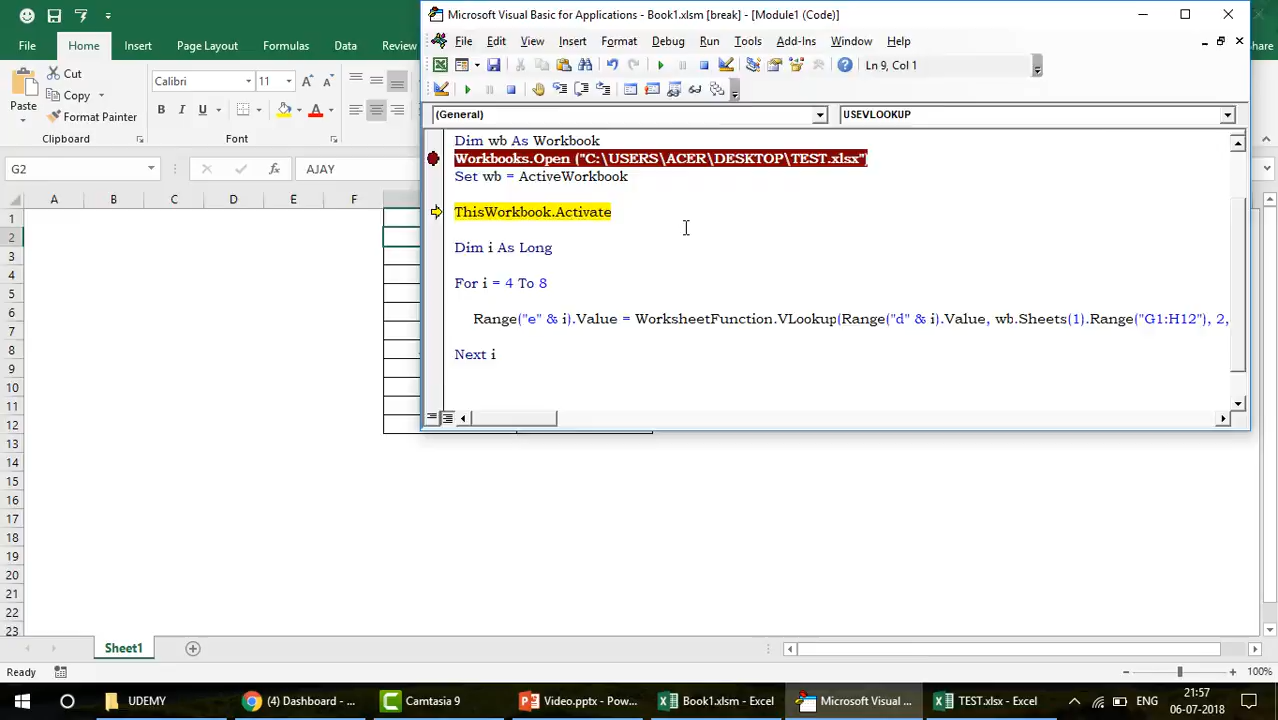 Microsoft Visual Basic for Applications - Book1.xlsm [break] - [Module1 (Code)]
File
Home
Insert
Page Layout
Formulas
Data
Review
Share
File
Edit
View
Insert
Format
Debug
Run
Tools
Add-Ins
Window
Help
Ln 9, Col 1
Paste
Cut
Copy
Format Painter
Clipboard
Calibri
11
B
I
U
A
Font
(General)
USEVLOOKUP
G2
fx
AJAY
A
B
C
D
E
F
1
2
3
4
5
6
7
8
9
10
11
12
13
14
15
16
17
18
19
20
21
22
23
Dim wb As Workbook
Workbooks.Open ("C:\USERS\ACER\DESKTOP\TEST.xlsx")
Set wb = ActiveWorkbook
ThisWorkbook.Activate
Dim i As Long
For i = 4 To 8
Range("e" & i).Value = WorksheetFunction.VLookup(Range("d" & i).Value, wb.Sheets(1).Range("G1:H12"), 2,
Next i
Sheet1
Ready
100%
UDEMY
(4) Dashboard - ...
Camtasia 9
Video.pptx - Pow...
Book1.xlsm - Excel
Microsoft Visual ...
TEST.xlsx - Excel
ENG
21:57
06-07-2018